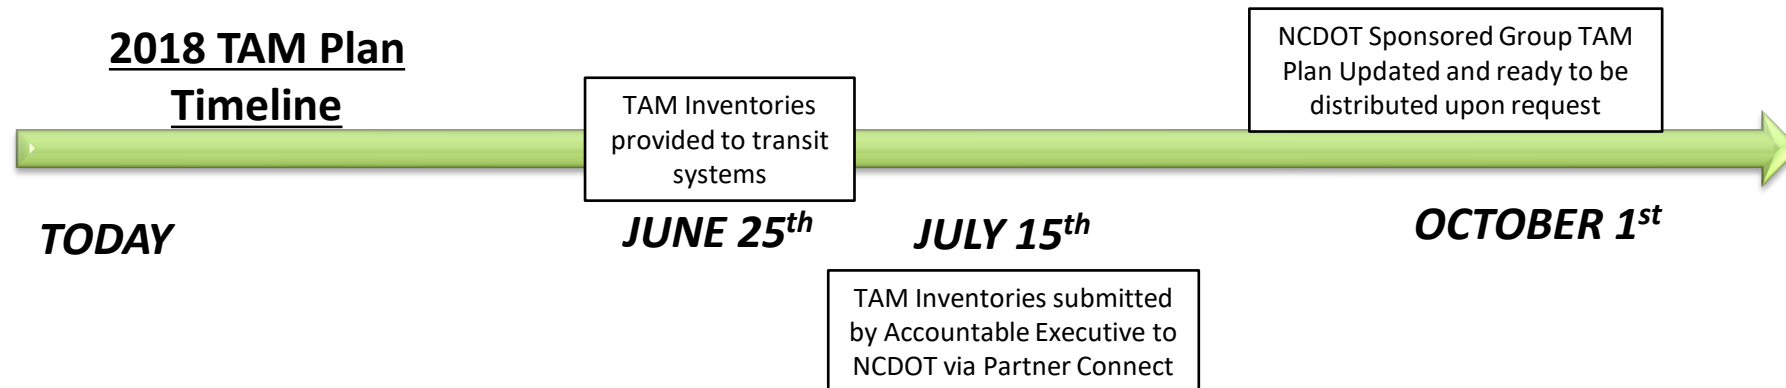 2018 TAM Plan
Timeline
TAM Inventories
provided to transit
systems
NCDOT Sponsored Group TAM
Plan Updated and ready to be
distributed upon request
TODAY
JUNE 25th
JULY 15th
OCTOBER 1st
TAM Inventories submitted
by Accountable Executive to
NCDOT via Partner Connect